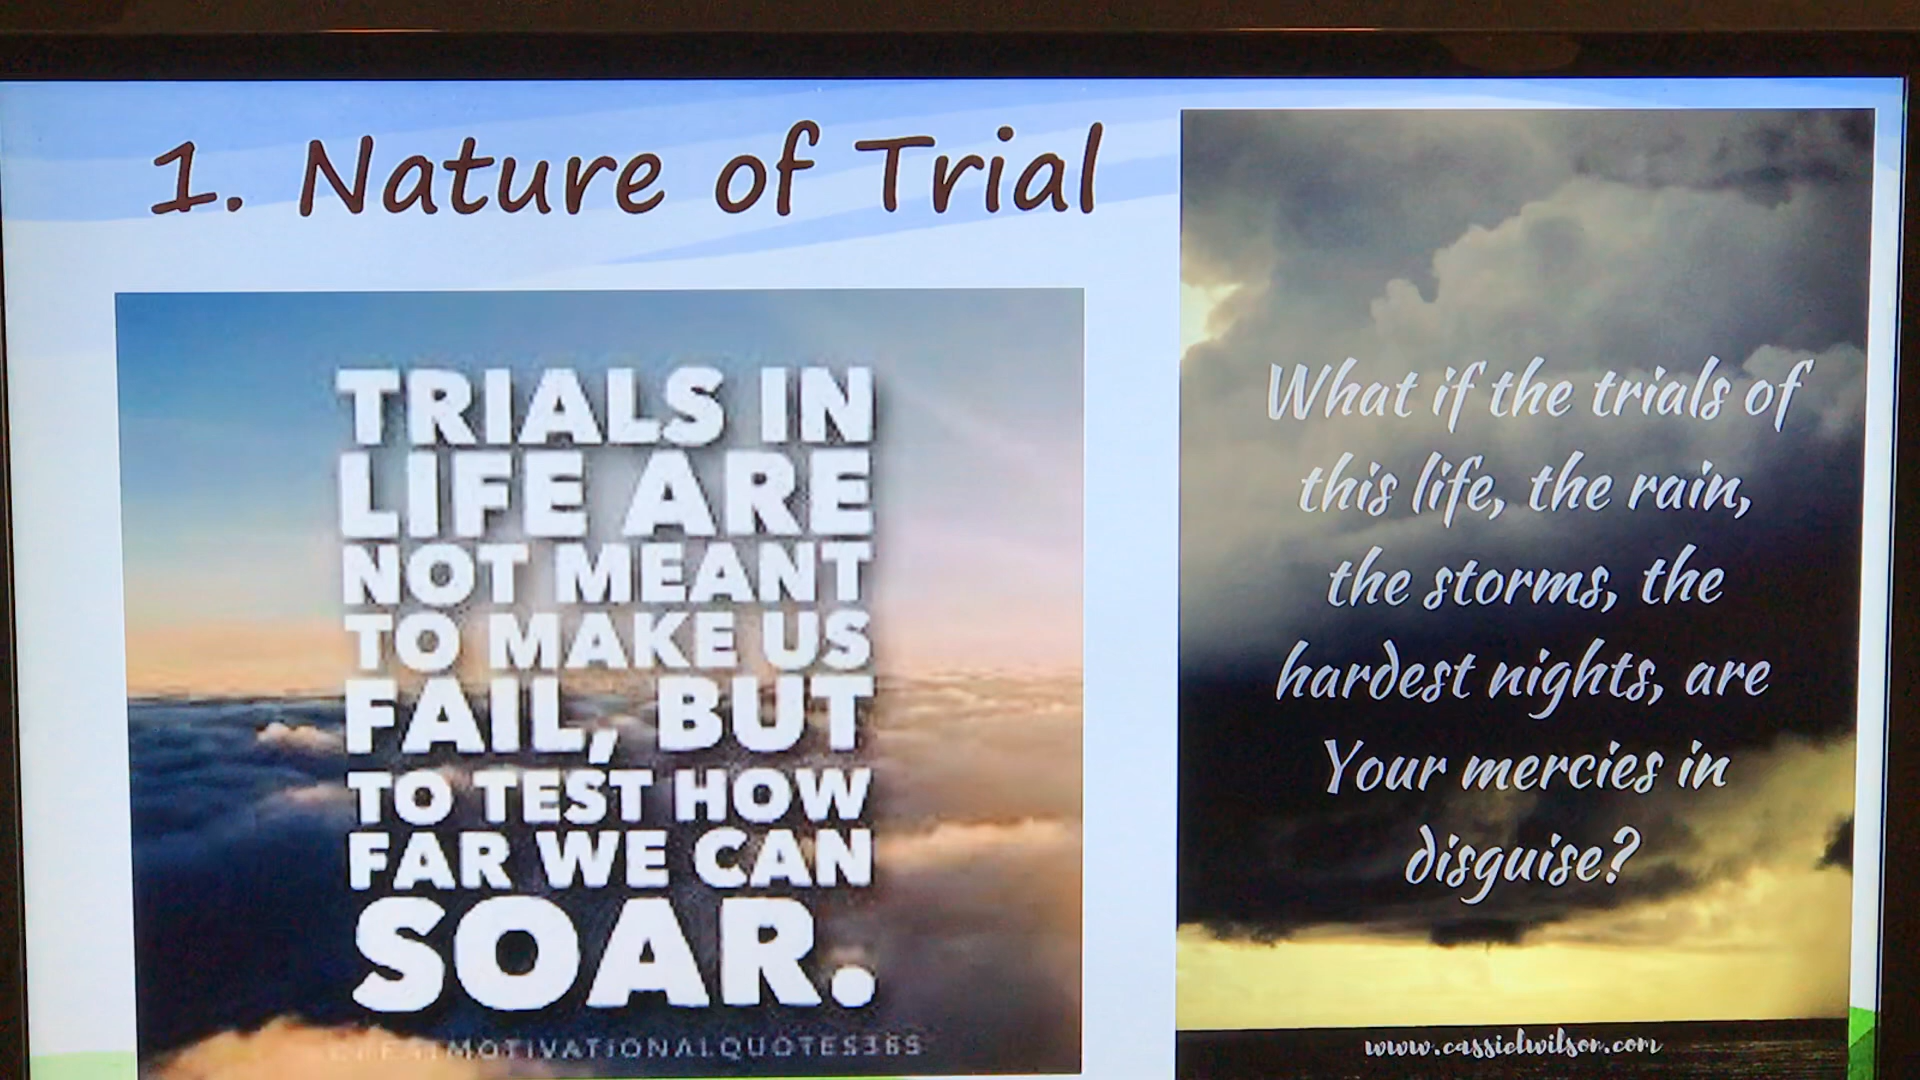 1. Nature of Trial
TRIALS IN
LIFE ARE
NOT MEANT
TO MAKE US
FAIL, BUT
TO TEST HOW
FAR WE CAN
SOAR.
What if the trials of
this life, the rain,
the storms, the
hardest nights, are
Your mercies in
disguise?
www.cassielwilson.com